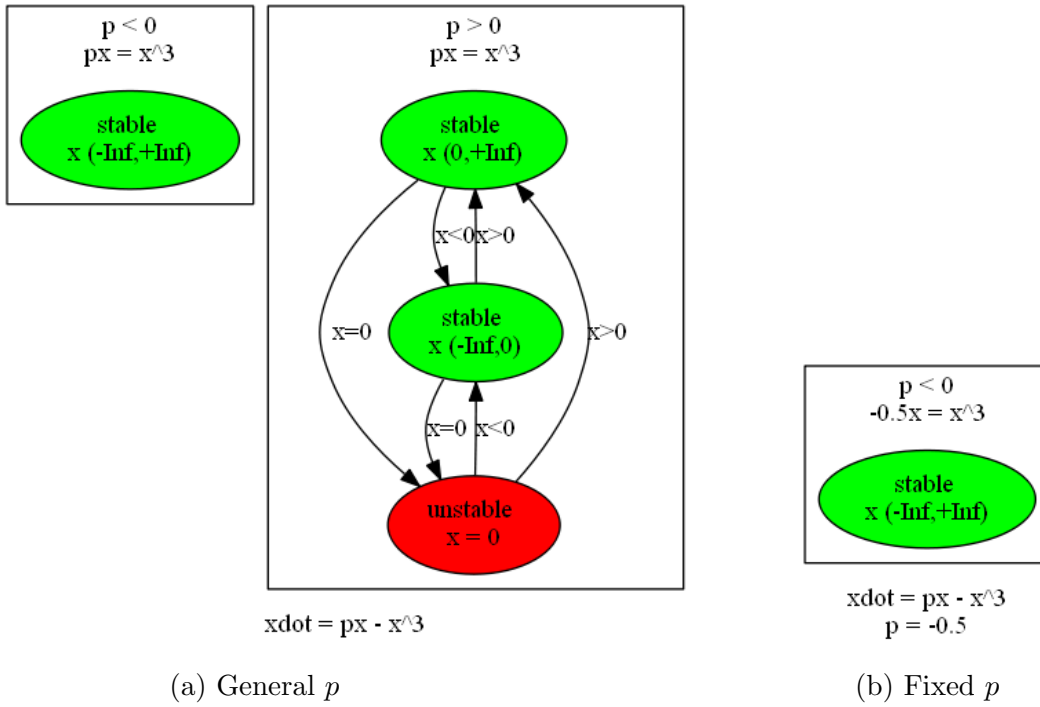 p < 0
px = x^3
stable
x (-Inf,+Inf)
p > 0
px = x^3
stable
x (0,+Inf)
x<0
x>0
stable
x (-Inf,0)
x=0
x>0
x=0
x<0
unstable
x = 0
xdot = px - x^3
(a) General p
p < 0
-0.5x = x^3
stable
x (-Inf,+Inf)
xdot = px - x^3
p = -0.5
(b) Fixed p